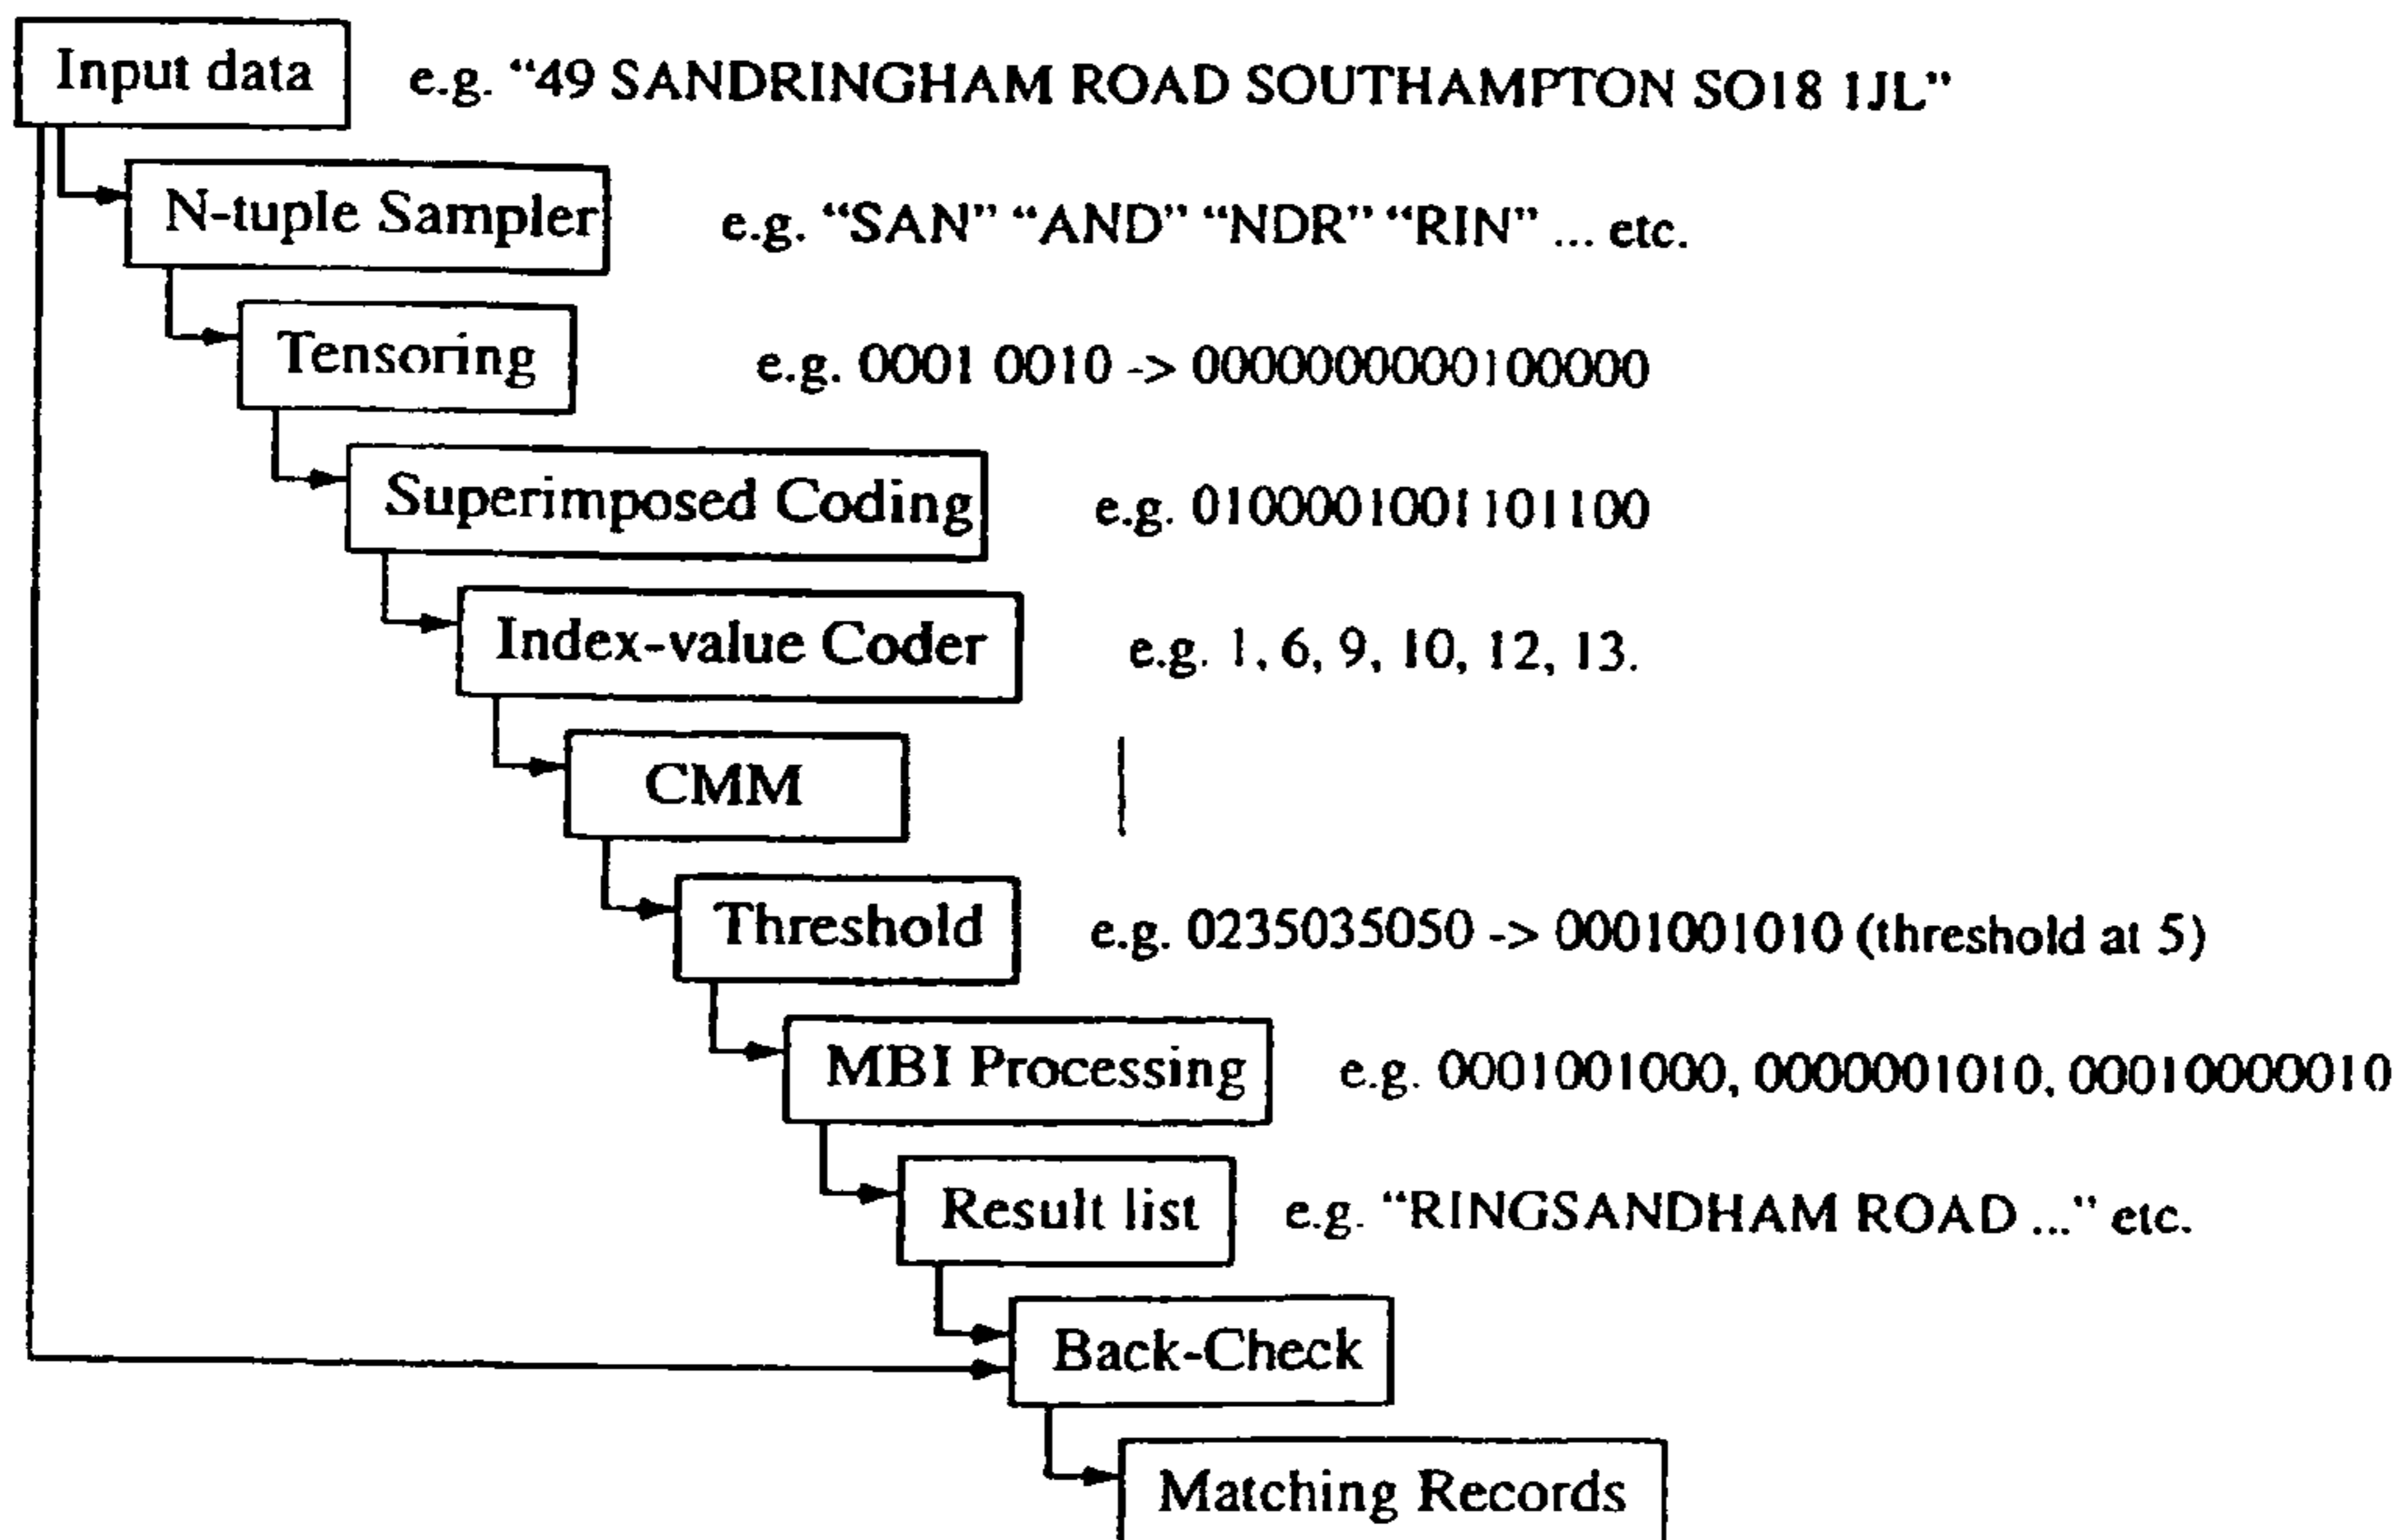 Input data e.g. “49 SANDRINGHAM ROAD SOUTHAMPTON SO18 1JL”
N-tuple Sampler e.g. “SAN” “AND” “NDR” “RIN” ... etc.
Tensoring e.g. 0001 0010 -> 0000000000100000
Superimposed Coding e.g. 0100001001101100
Index-value Coder e.g. 1, 6, 9, 10, 12, 13.
CMM
Threshold e.g. 0235035050 -> 0001001010 (threshold at 5)
MBI Processing e.g. 0001001000, 0000001010, 00010000010
Result list e.g. “RINGSANDHAM ROAD ...” etc.
Back-Check
Matching Records